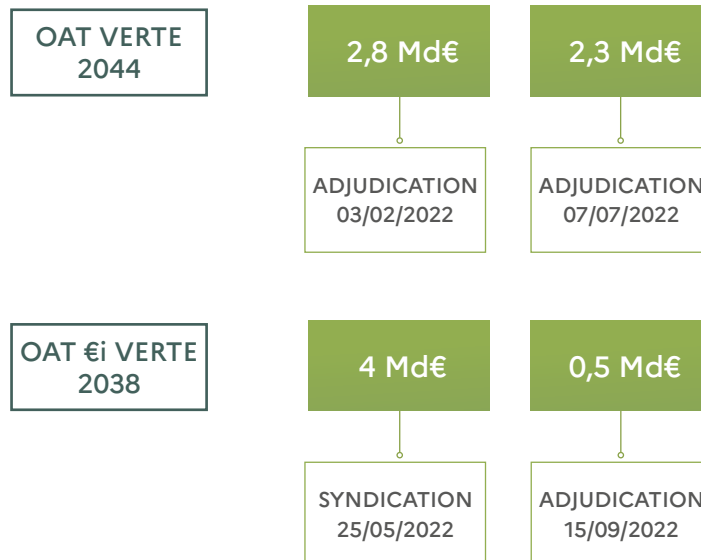 OAT VERTE
2044
2,8 Md€
2,3 Md€
ADJUDICATION
03/02/2022
ADJUDICATION
07/07/2022
OAT €i VERTE
2038
4 Md€
0,5 Md€
SYNDICATION
25/05/2022
ADJUDICATION
15/09/2022